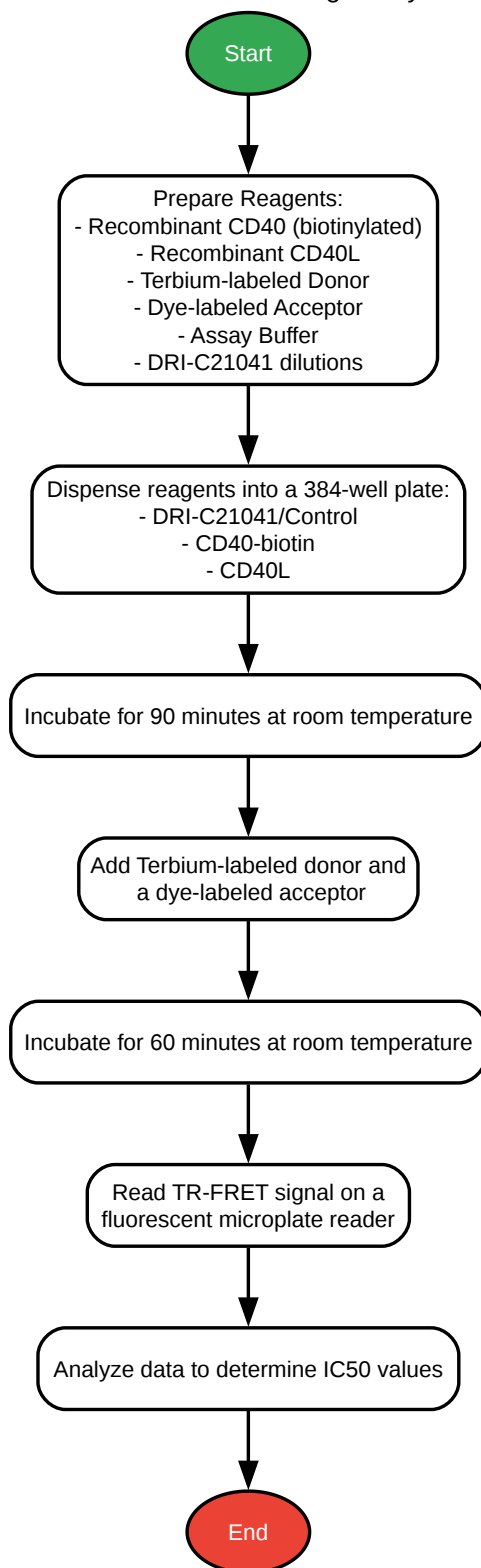 Start
Prepare Reagents:
- Recombinant CD40 (biotinylated)
- Recombinant CD40L
- Terbium-labeled Donor
- Dye-labeled Acceptor
- Assay Buffer
- DRI-C21041 dilutions
Dispense reagents into a 384-well plate:
- DRI-C21041/Control
- CD40-biotin
- CD40L
Incubate for 90 minutes at room temperature
Add Terbium-labeled donor and
a dye-labeled acceptor
Incubate for 60 minutes at room temperature
Read TR-FRET signal on a
fluorescent microplate reader
Analyze data to determine IC50 values
End